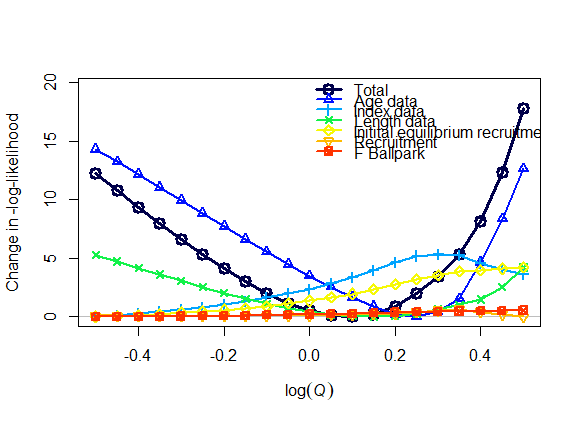 20
Total
Age data
Index data
Length data
Initital equilibrium recruitme
Recruitment
F Ballpark
15
10
5
0
Change in -log-likelihood
-0.4 -0.2 0.0 0.2 0.4
log(Q)